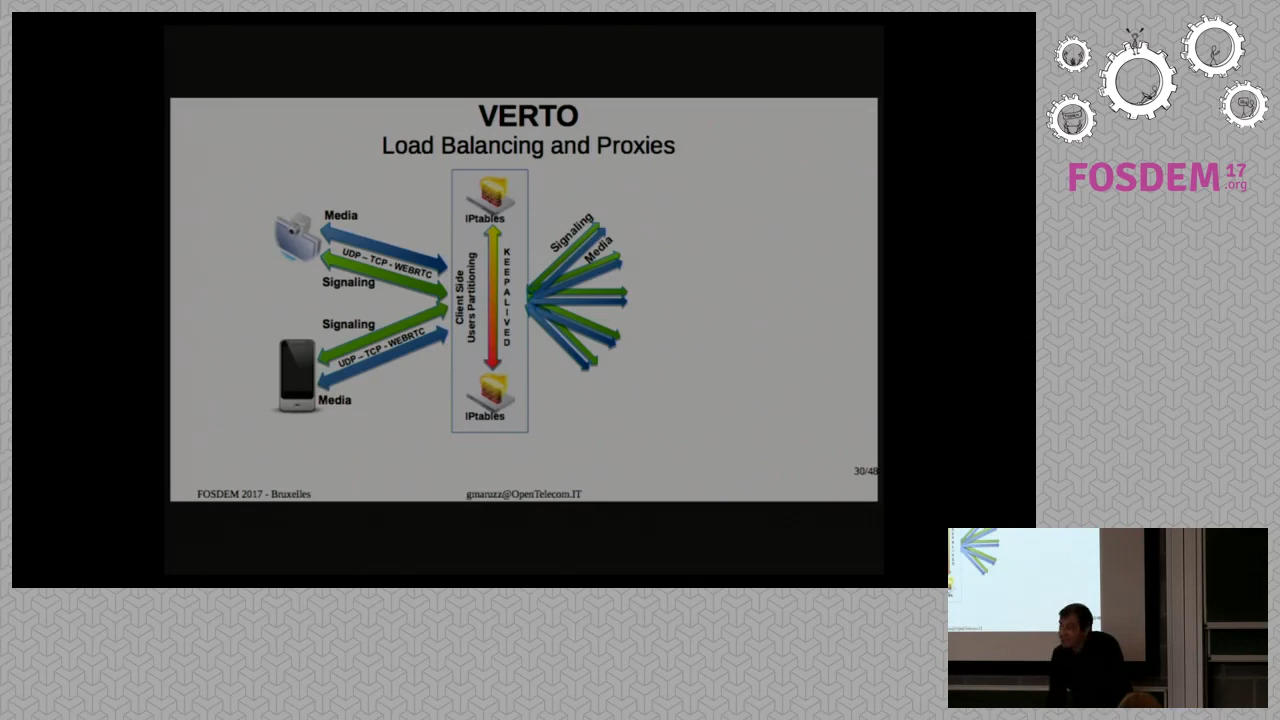 VERTO
Load Balancing and Proxies
Media
UDP – TCP - WEBRTC
Signaling
Signaling
UDP – TCP - WEBRTC
Media
IPtables
Client Side
Users Partitioning
KEEPALIVED
IPtables
Signaling
Media
30/48
FOSDEM 2017 - Bruxelles
gmaruzz@OpenTelecom.IT
FOSDEM 17
.org